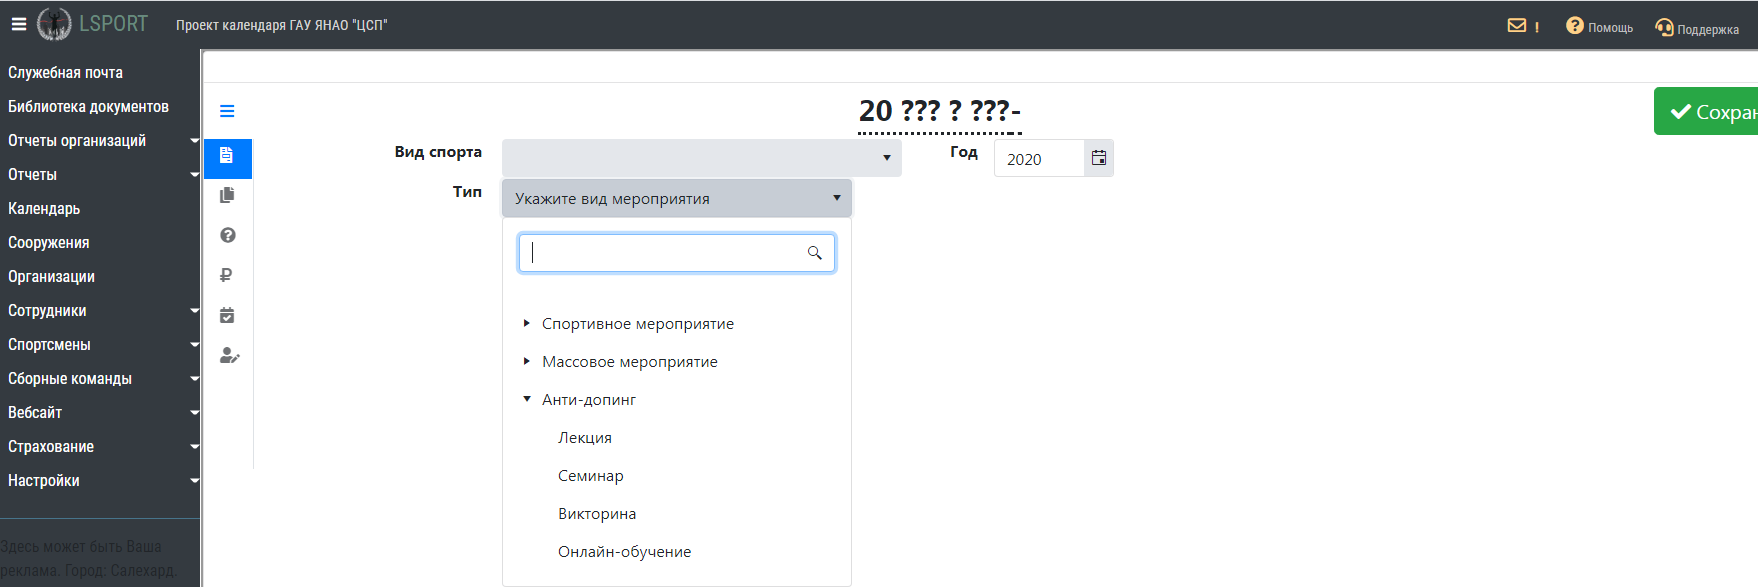 LSPORT
Проект календаря ГАУ ЯНАО "ЦСП"
!
Помощь
Поддержка
Служебная почта
Библиотека документов
Отчеты организаций
Отчеты
Календарь
Сооружения
Организации
Сотрудники
Спортсмены
Сборные команды
Вебсайт
Страхование
Настройки
Здесь может быть Ваша
реклама. Город: Салехард.
20 ??? ? ???-
Сохран
Вид спорта
Год
2020
Тип
Укажите вид мероприятия
Спортивное мероприятие
Массовое мероприятие
Анти-допинг
Лекция
Семинар
Викторина
Онлайн-обучение